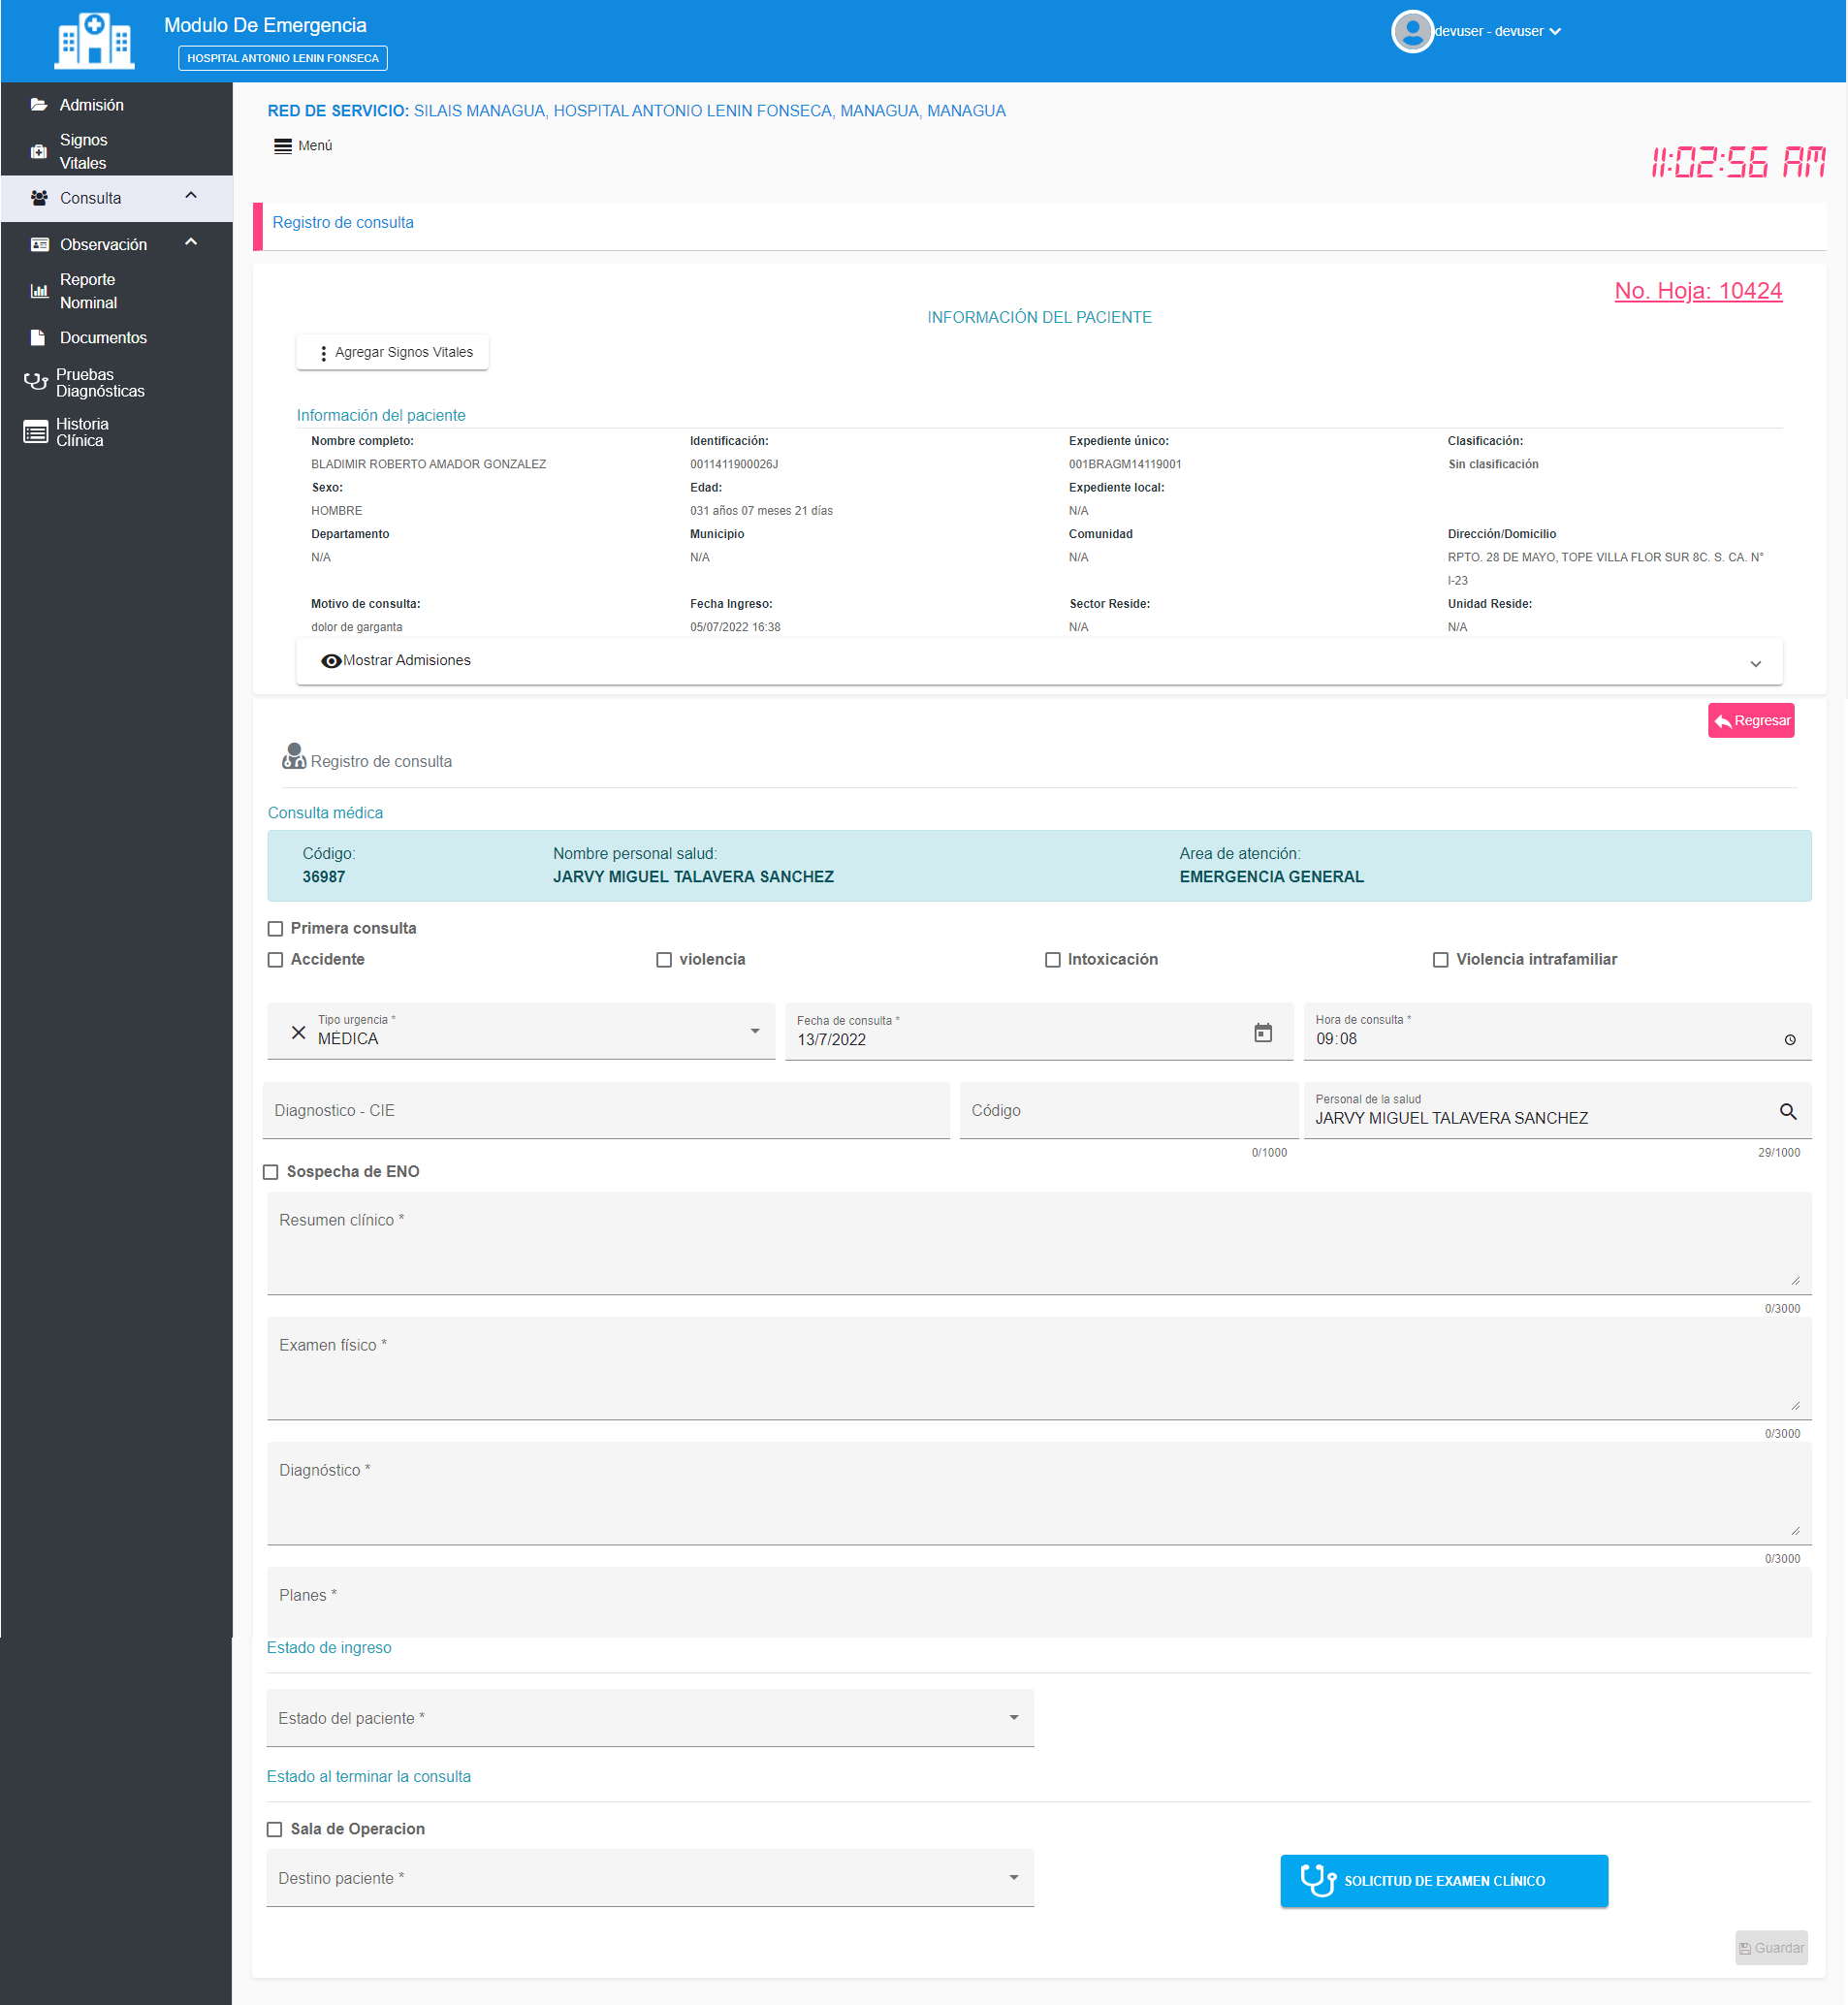 Modulo De Emergencia
HOSPITAL ANTONIO LENIN FONSECA
devuser - devuser
Admisión
Signos
Vitales
Consulta
Observación
Reporte
Nominal
Documentos
Pruebas
Diagnósticas
Historia
Clínica
RED DE SERVICIO: SILAIS MANAGUA, HOSPITAL ANTONIO LENIN FONSECA, MANAGUA, MANAGUA
Menú
11:02:56 AM
Registro de consulta
No. Hoja: 10424
INFORMACIÓN DEL PACIENTE
Agregar Signos Vitales
Información del paciente
Nombre completo: Identificación: Expediente único: Clasificación:
BLADIMIR ROBERTO AMADOR GONZALEZ 0011411900026J 001BRAGM14119001 Sin clasificación
Sexo: Edad: Expediente local:
HOMBRE 031 años 07 meses 21 días N/A
Departamento Municipio Comunidad Dirección/Domicilio
N/A N/A N/A RPTO. 28 DE MAYO, TOPE VILLA FLOR SUR 8C. S. CA. N°
I-23
Motivo de consulta: Fecha Ingreso: Sector Reside: Unidad Reside:
dolor de garganta 05/07/2022 16:38 N/A N/A
Mostrar Admisiones
Regresar
Registro de consulta
Consulta médica
Código: Nombre personal salud: Area de atención:
36987 JARVY MIGUEL TALAVERA SANCHEZ EMERGENCIA GENERAL
Primera consulta
Accidente violencia Intoxicación Violencia intrafamiliar
Tipo urgencia * Fecha de consulta * Hora de consulta *
MÉDICA 13/7/2022 09:08
Personal de la salud
Diagnostico - CIE Código JARVY MIGUEL TALAVERA SANCHEZ
0/1000 29/1000
Sospecha de ENO
Resumen clínico *
0/3000
Examen físico *
0/3000
Diagnóstico *
0/3000
Planes *
Estado de ingreso
Estado del paciente *
Estado al terminar la consulta
Sala de Operacion
Destino paciente *
SOLICITUD DE EXAMEN CLÍNICO
Guardar